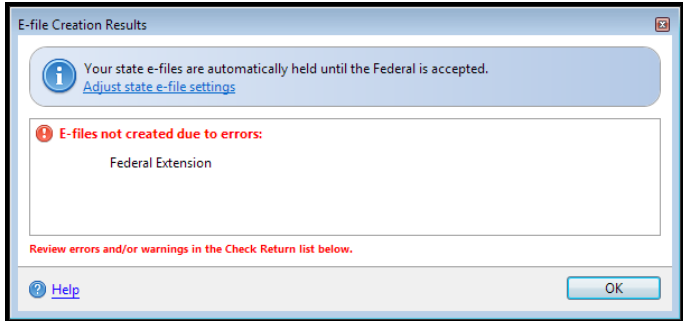 E-file Creation Results
Your state e-files are automatically held until the Federal is accepted.
Adjust state e-file settings
E-files not created due to errors:
Federal Extension
Review errors and/or warnings in the Check Return list below.
Help
OK